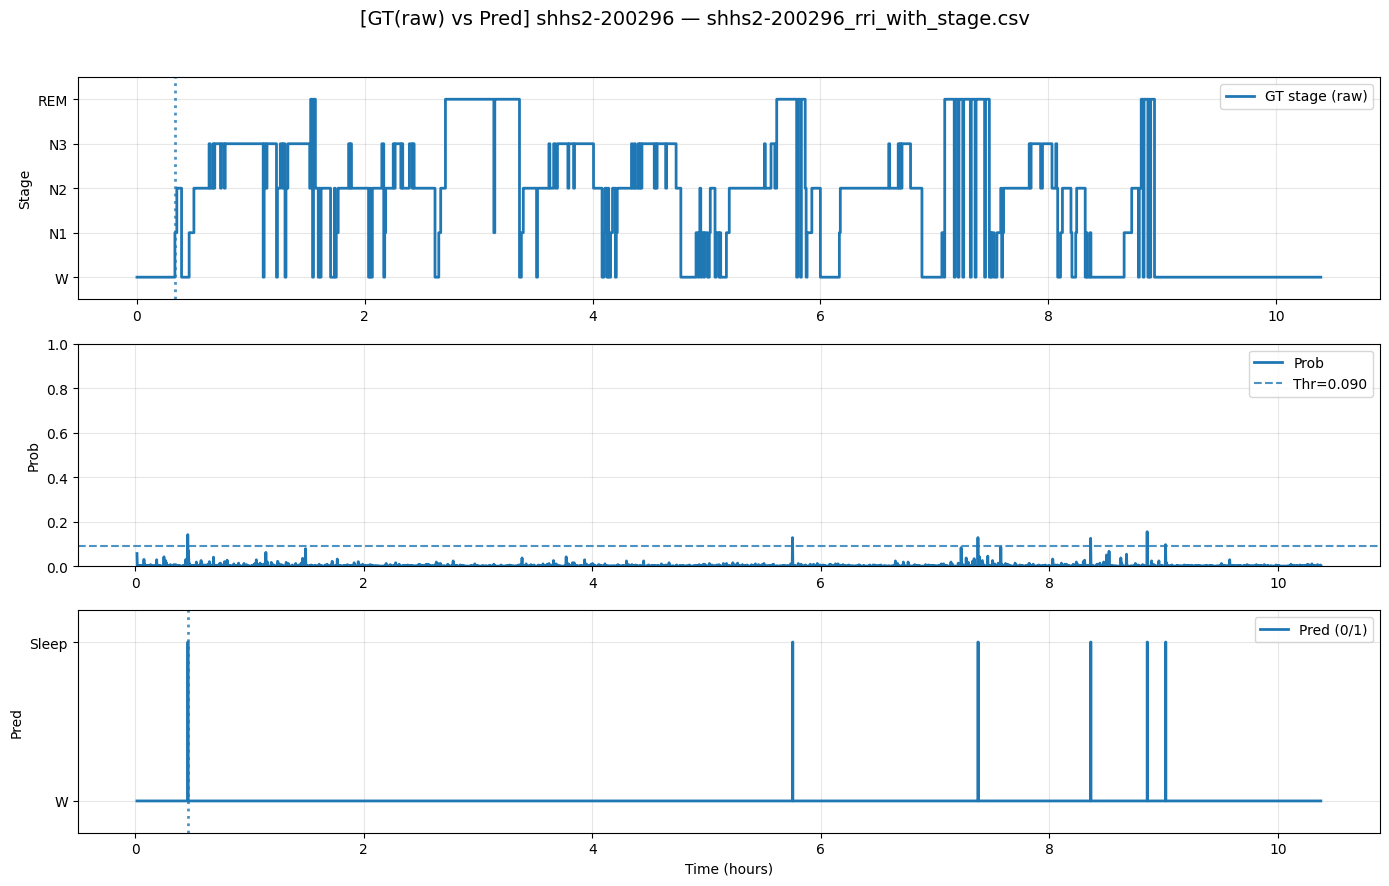 [GT(raw) vs Pred] shhs2-200296 — shhs2-200296_rri_with_stage.csv
Stage
REM
N3
N2
N1
W
GT stage (raw)
0 2 4 6 8 10
Prob
1.0
0.8
0.6
0.4
0.2
0.0
Prob
Thr=0.090
0 2 4 6 8 10
Pred
Sleep
W
Pred (0/1)
0 2 4 6 8 10
Time (hours)